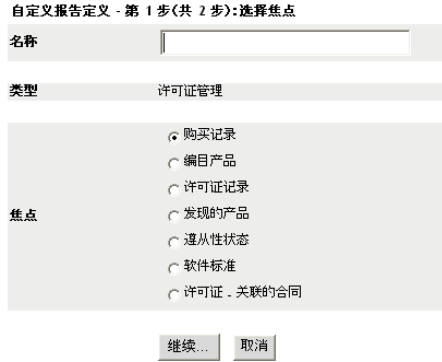 自定义报告定义 - 第 1 步(共 2 步):选择焦点
名称
类型 许可证管理
焦点
购买记录
编目产品
许可证记录
发现的产品
遵从性状态
软件标准
许可证 - 关联的合同
继续... 取消